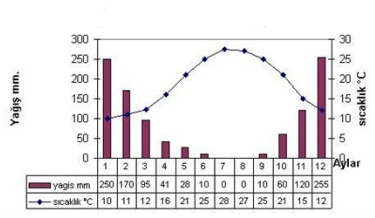 Yağış mm.
300
250
200
150
100
50
0
30
25
20
15
10
5
0
sıcaklık °C
1 2 3 4 5 6 7 8 9 10 11 12 Aylar
yagis mm 250 170 95 41 28 10 0 0 10 60 120 255
sıcaklık °C 10 11 12 16 21 25 28 27 25 21 15 12